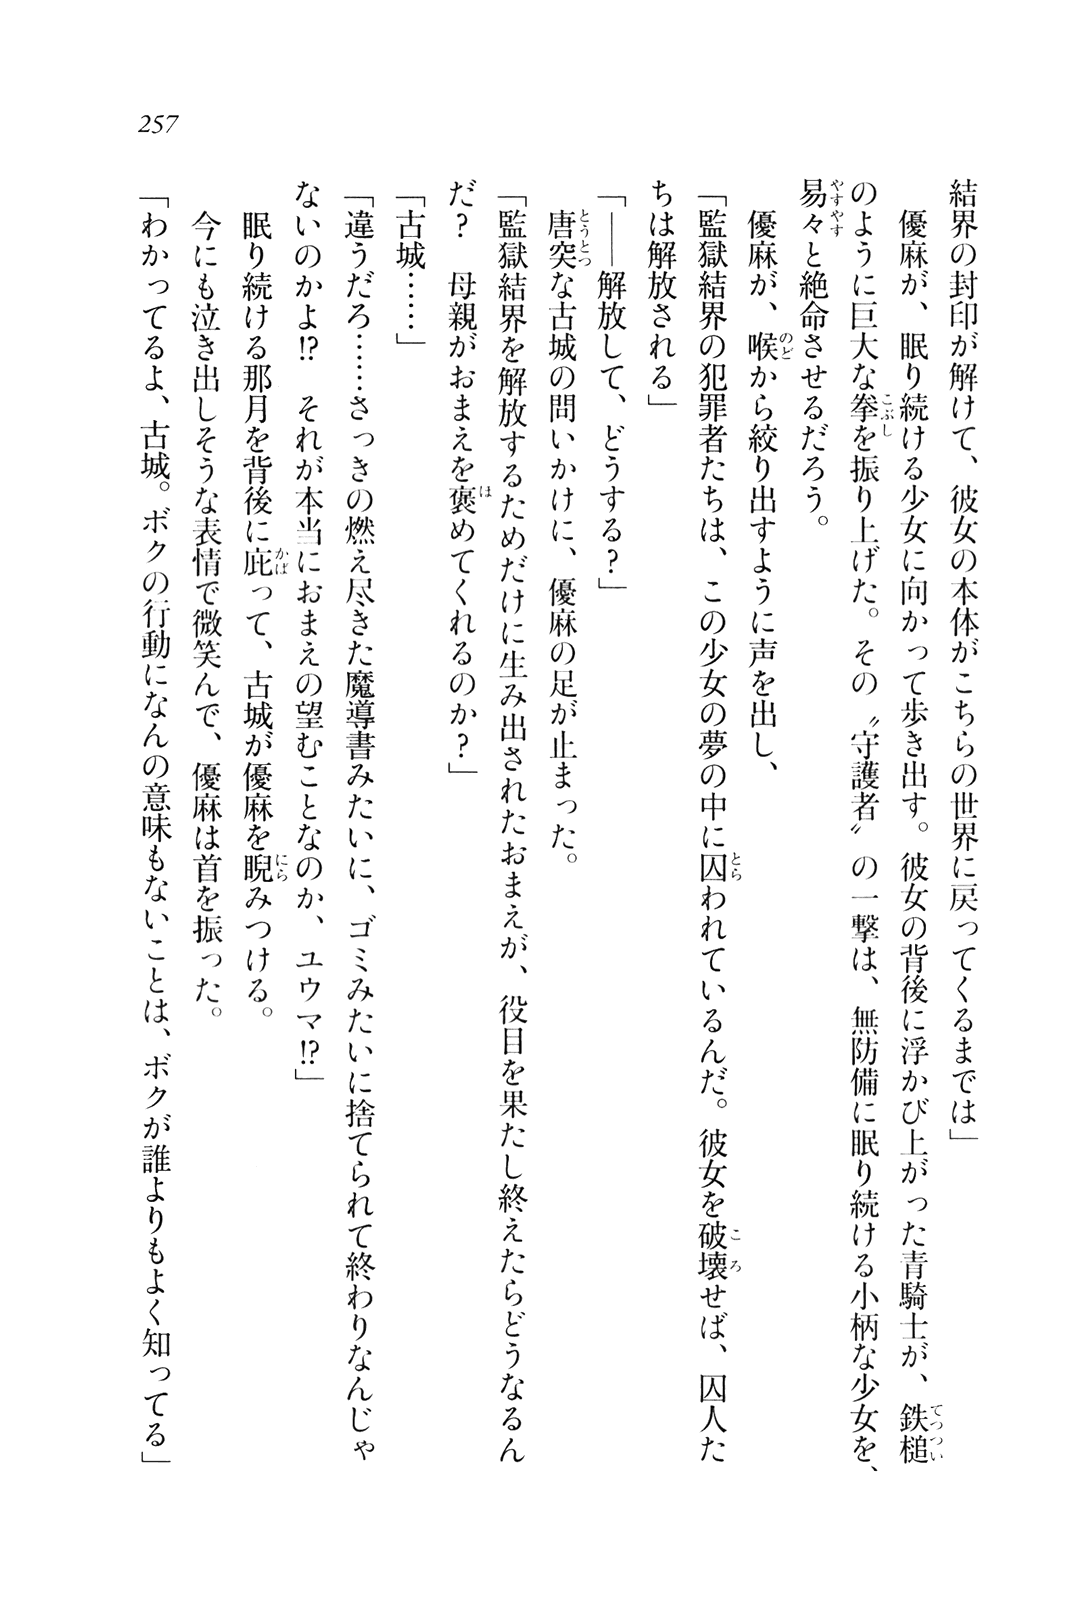 257
結界の封印が解けて、彼女の本体がこちらの世界に戻ってくるまでは」
　優麻が、眠り続ける少女に向かって歩き出す。彼女の背後に浮かび上がった青騎士が、鉄槌
のように巨大な拳を振り上げた。その〝守護者〟の一撃は、無防備に眠り続ける小柄な少女を、
易々と絶命させるだろう。
　優麻が、喉から絞り出すように声を出し、
「監獄結界の犯罪者たちは、この少女の夢の中に囚われているんだ。彼女を破壊せば、囚人た
ちは解放される」
「――解放して、どうする？」
　唐突な古城の問いかけに、優麻の足が止まった。
「監獄結界を解放するためだけに生み出されたおまえが、役目を果たし終えたらどうなるん
だ？　母親がおまえを褒めてくれるのか？」
「古城……」
「違うだろ……さっきの燃え尽きた魔導書みたいに、ゴミみたいに捨てられて終わりなんじゃ
ないのかよ!?　それが本当におまえの望むことなのか、ユウマ!?」
　眠り続ける那月を背後に庇って、古城が優麻を睨みつける。
　今にも泣き出しそうな表情で微笑んで、優麻は首を振った。
「わかってるよ、古城。ボクの行動になんの意味もないことは、ボクが誰よりもよく知ってる」